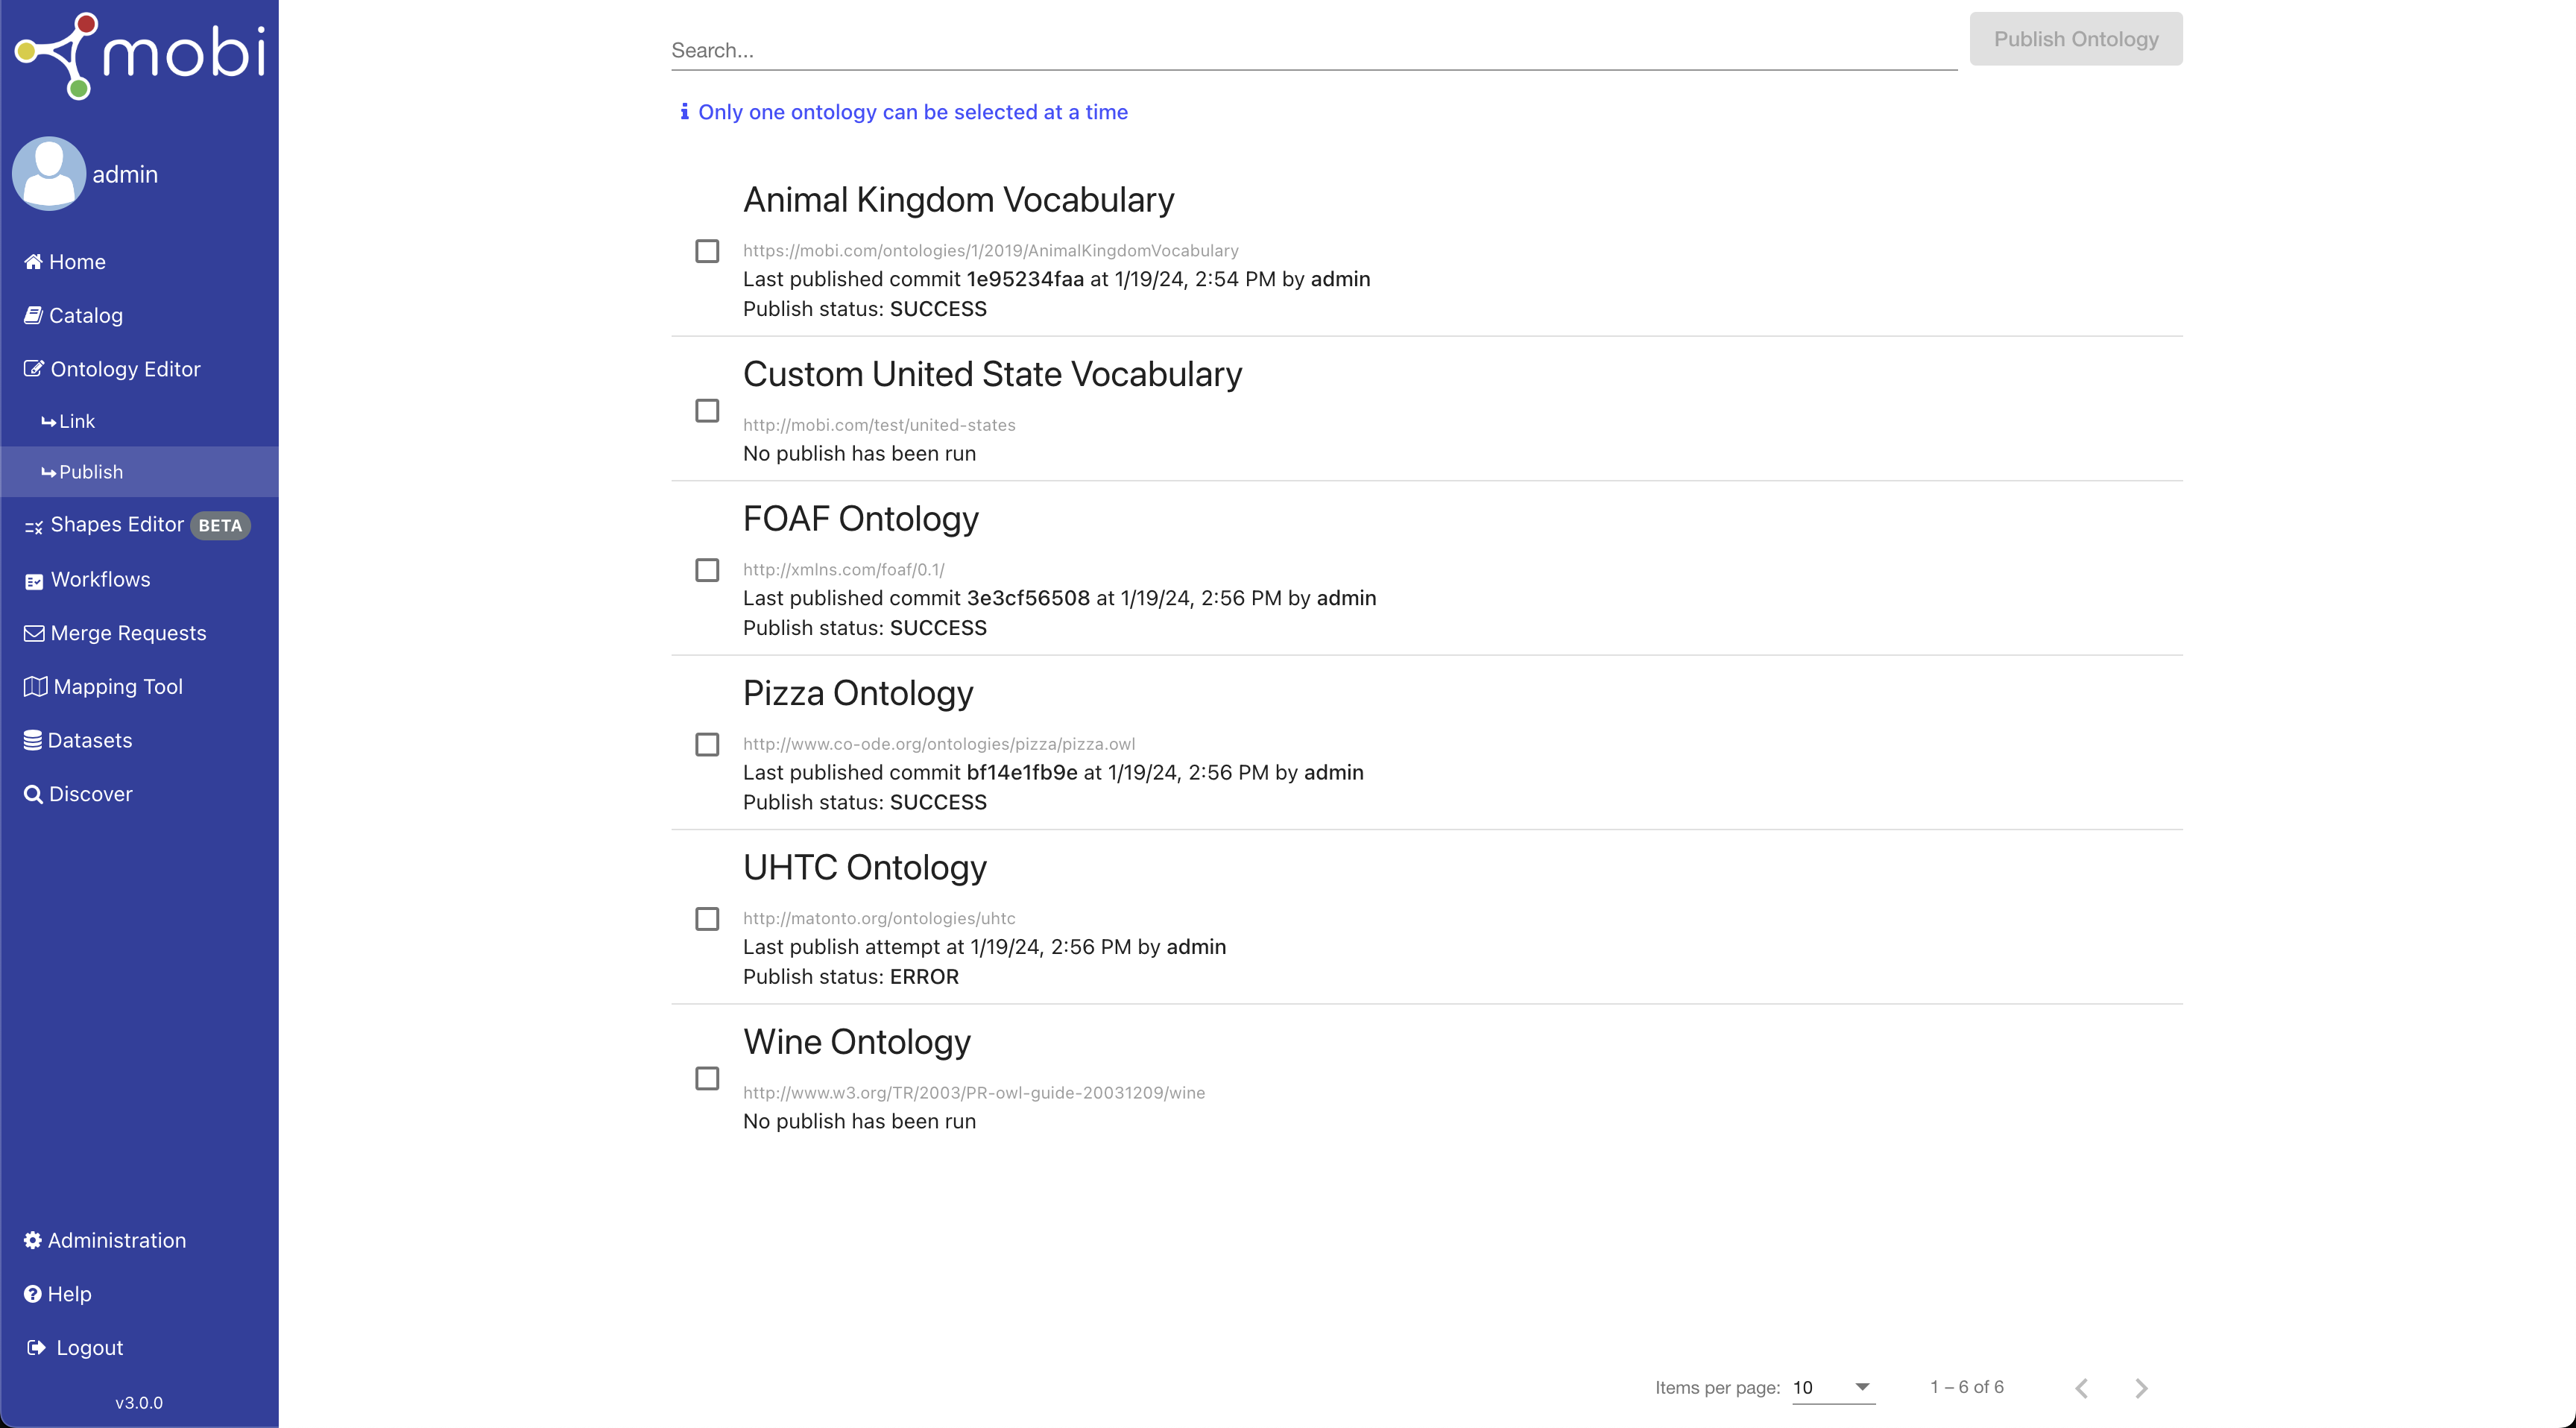 mobi
admin
Home
Catalog
Ontology Editor
Link
Publish
Shapes Editor BETA
Workflows
Merge Requests
Mapping Tool
Datasets
Discover
Administration
Help
Logout
v3.0.0
Search...
Publish Ontology
Only one ontology can be selected at a time
Animal Kingdom Vocabulary
https://mobi.com/ontologies/1/2019/AnimalKingdomVocabulary
Last published commit 1e95234faa at 1/19/24, 2:54 PM by admin
Publish status: SUCCESS
Custom United State Vocabulary
http://mobi.com/test/united-states
No publish has been run
FOAF Ontology
http://xmlns.com/foaf/0.1/
Last published commit 3e3cf56508 at 1/19/24, 2:56 PM by admin
Publish status: SUCCESS
Pizza Ontology
http://www.co-ode.org/ontologies/pizza/pizza.owl
Last published commit bf14e1fb9e at 1/19/24, 2:56 PM by admin
Publish status: SUCCESS
UHTC Ontology
http://matonto.org/ontologies/uhtc
Last publish attempt at 1/19/24, 2:56 PM by admin
Publish status: ERROR
Wine Ontology
http://www.w3.org/TR/2003/PR-owl-guide-20031209/wine
No publish has been run
Items per page: 10 1 – 6 of 6